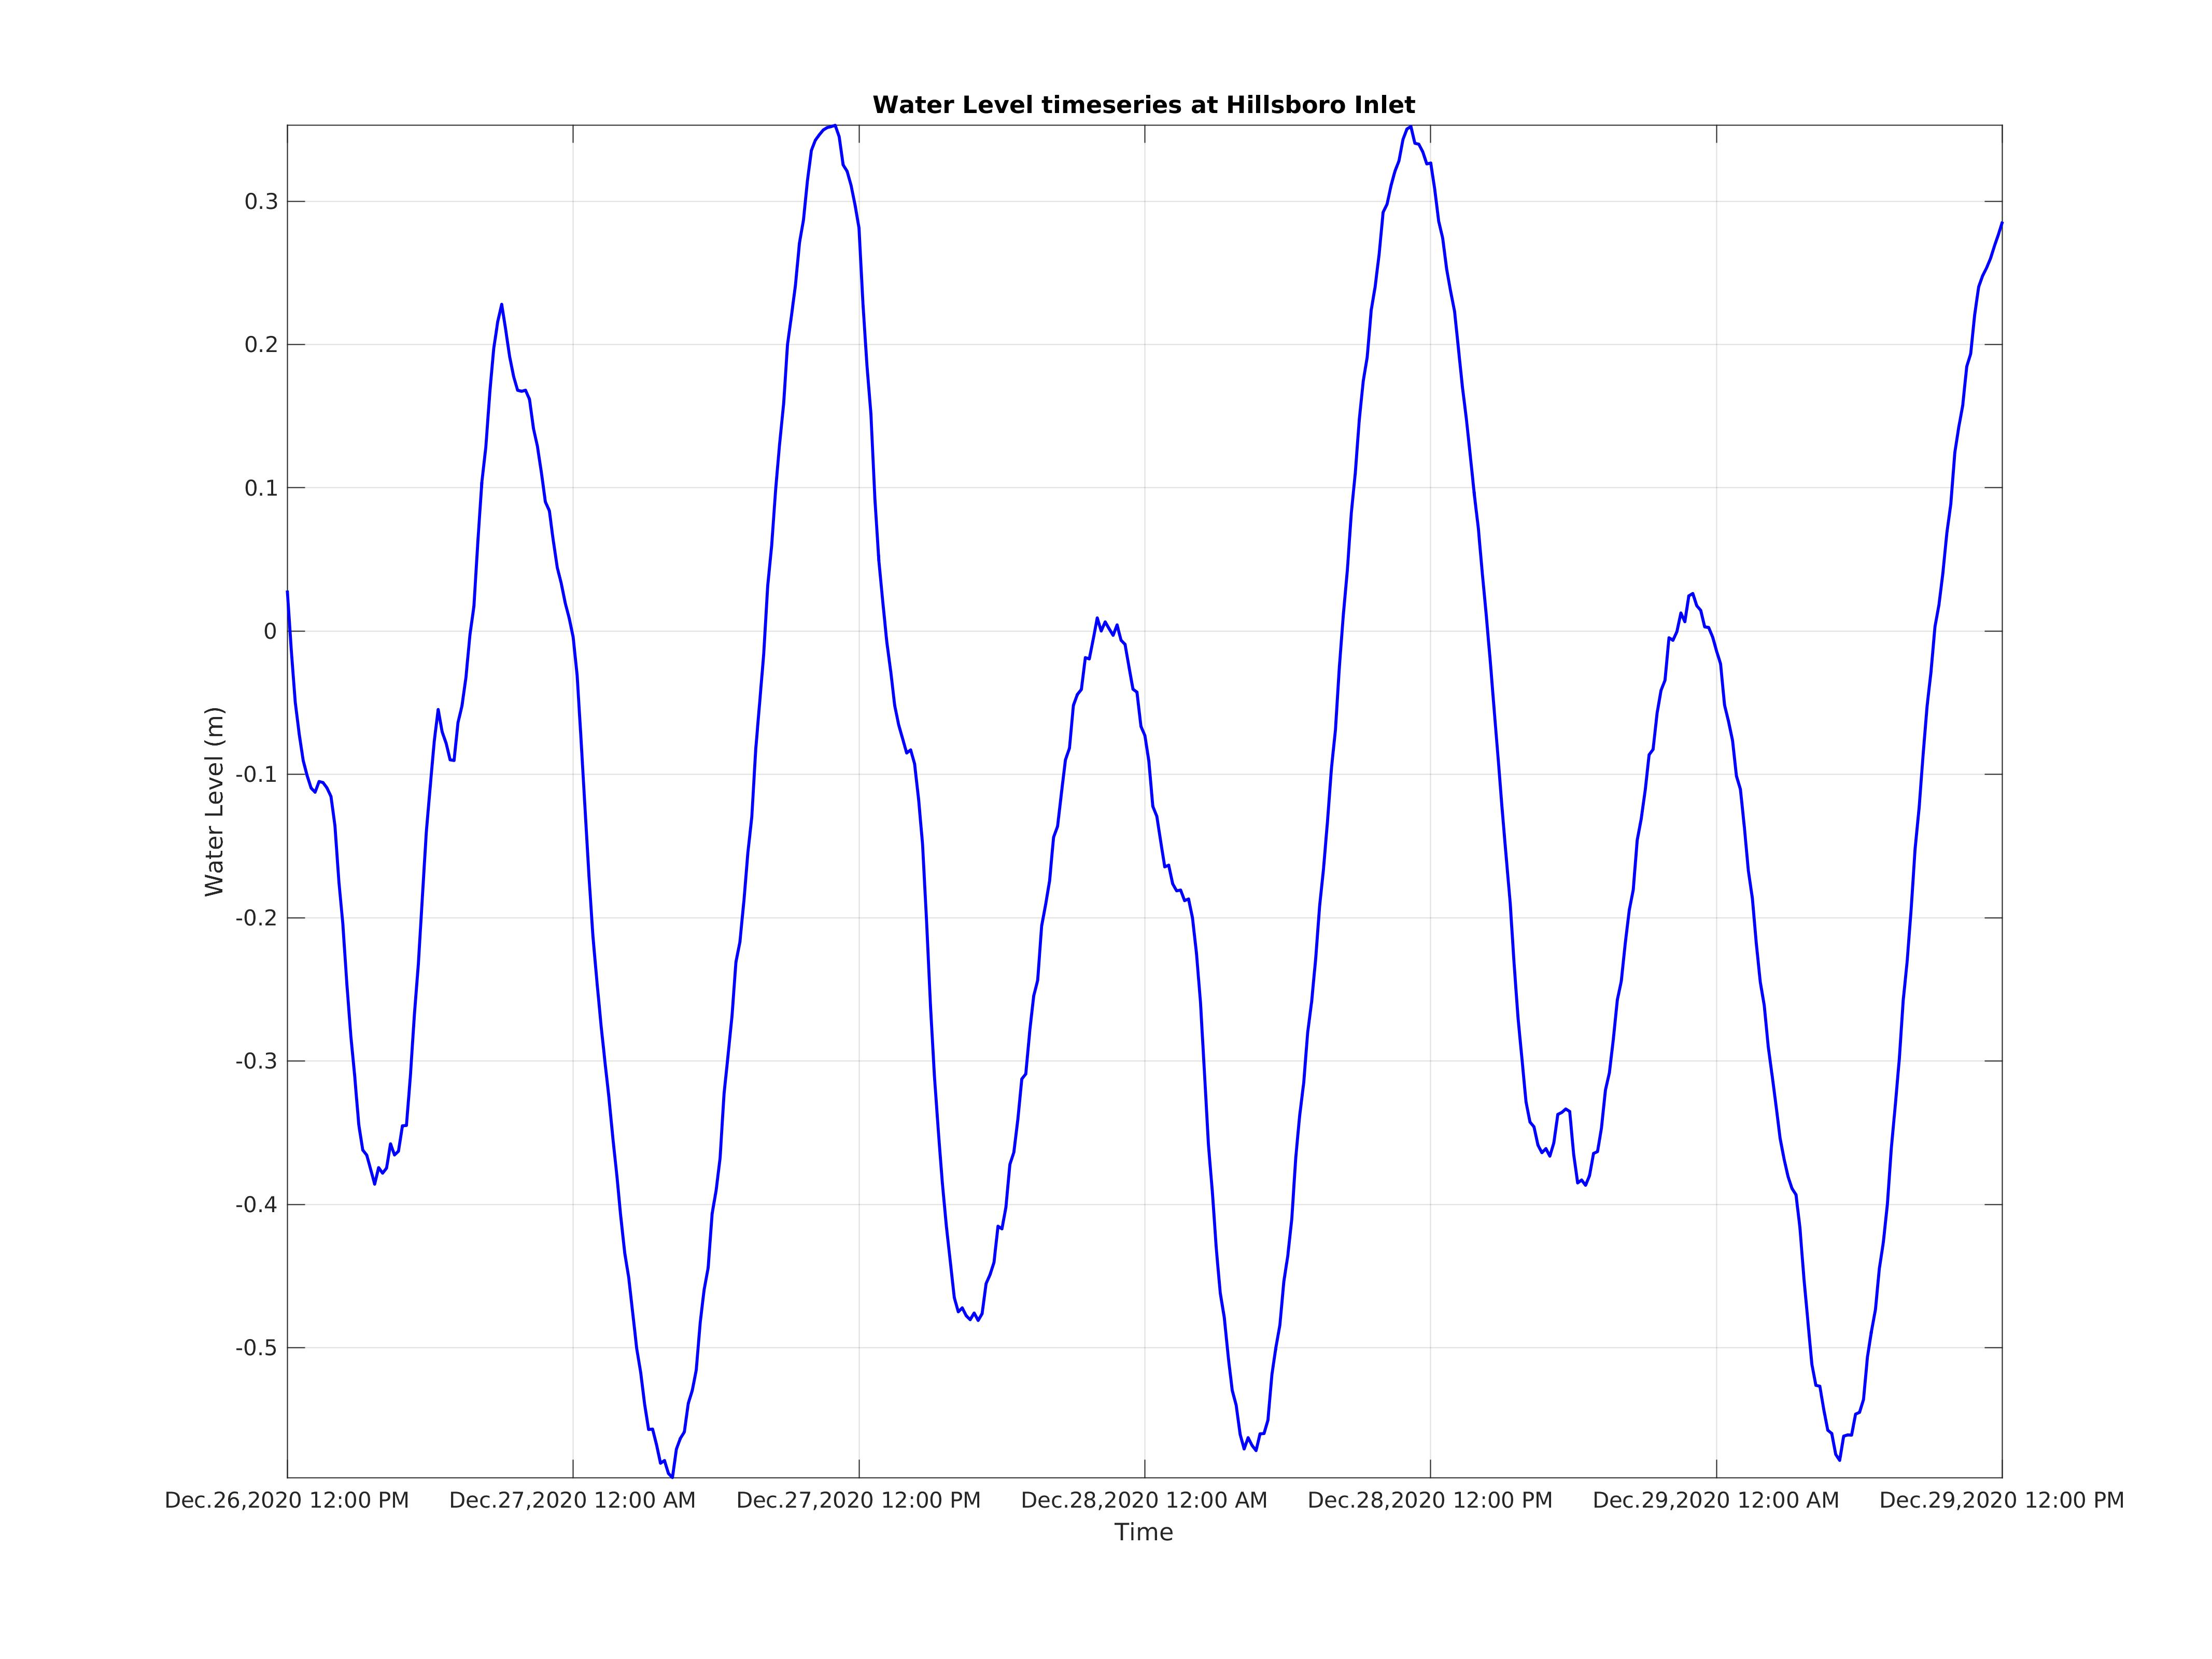 Water Level timeseries at Hillsboro Inlet
0.3
0.2
0.1
0
-0.1
-0.2
-0.3
-0.4
-0.5
Water Level (m)
Dec.26,2020 12:00 PM Dec.27,2020 12:00 AM Dec.27,2020 12:00 PM Dec.28,2020 12:00 AM Dec.28,2020 12:00 PM Dec.29,2020 12:00 AM Dec.29,2020 12:00 PM
Time